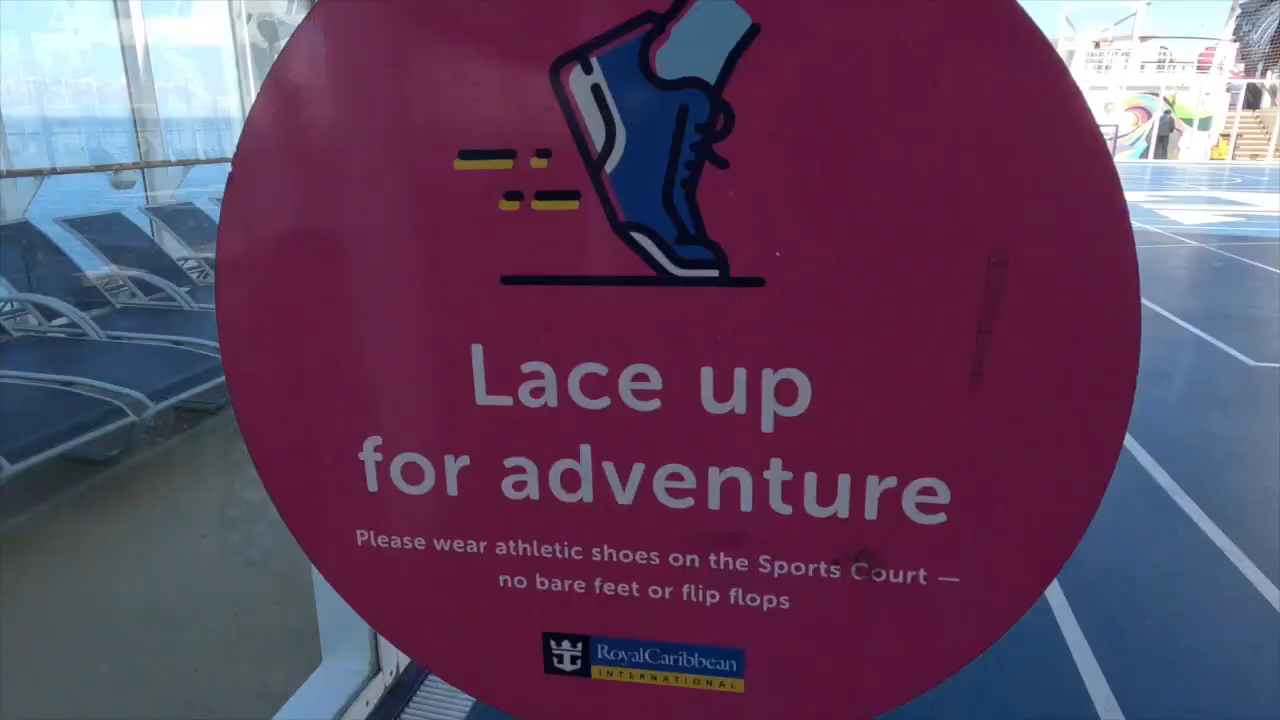 Lace up
for adventure
Please wear athletic shoes on the Sports Court —
no bare feet or flip flops
RoyalCaribbean
INTERNATIONAL